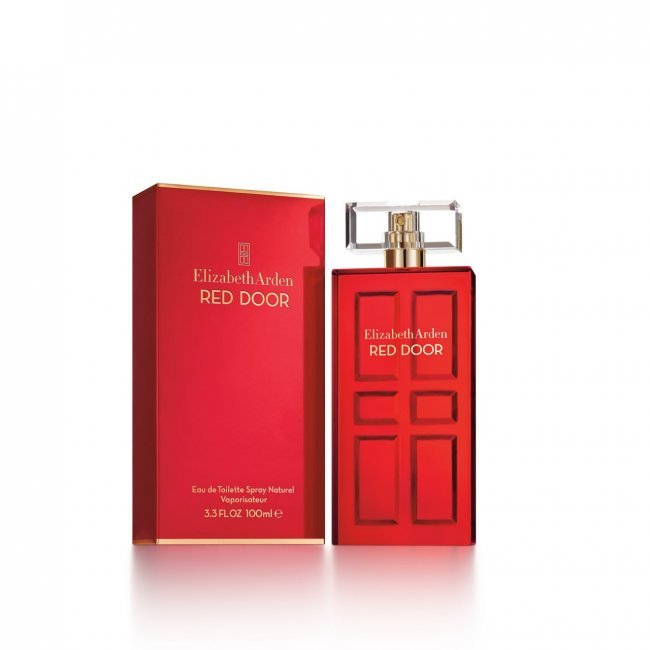 ElizabethArden
RED DOOR
Eau de Toilette Spray Naturel
Vaporisateur
3.3 FL OZ 100ml ℮
ElizabethArden
RED DOOR